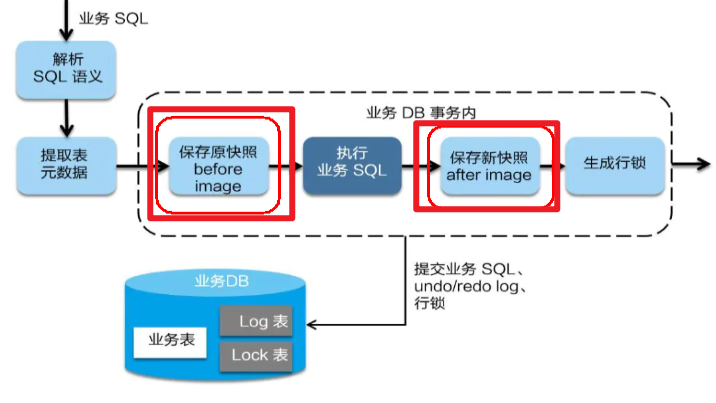 业务 SQL
解析
SQL 语义
业务 DB 事务内
提取表
元数据
保存原快照
before
image
执行
业务 SQL
保存新快照
after image
生成行锁
提交业务 SQL、
undo/redo log、
行锁
业务DB
业务表
Log 表
Lock 表